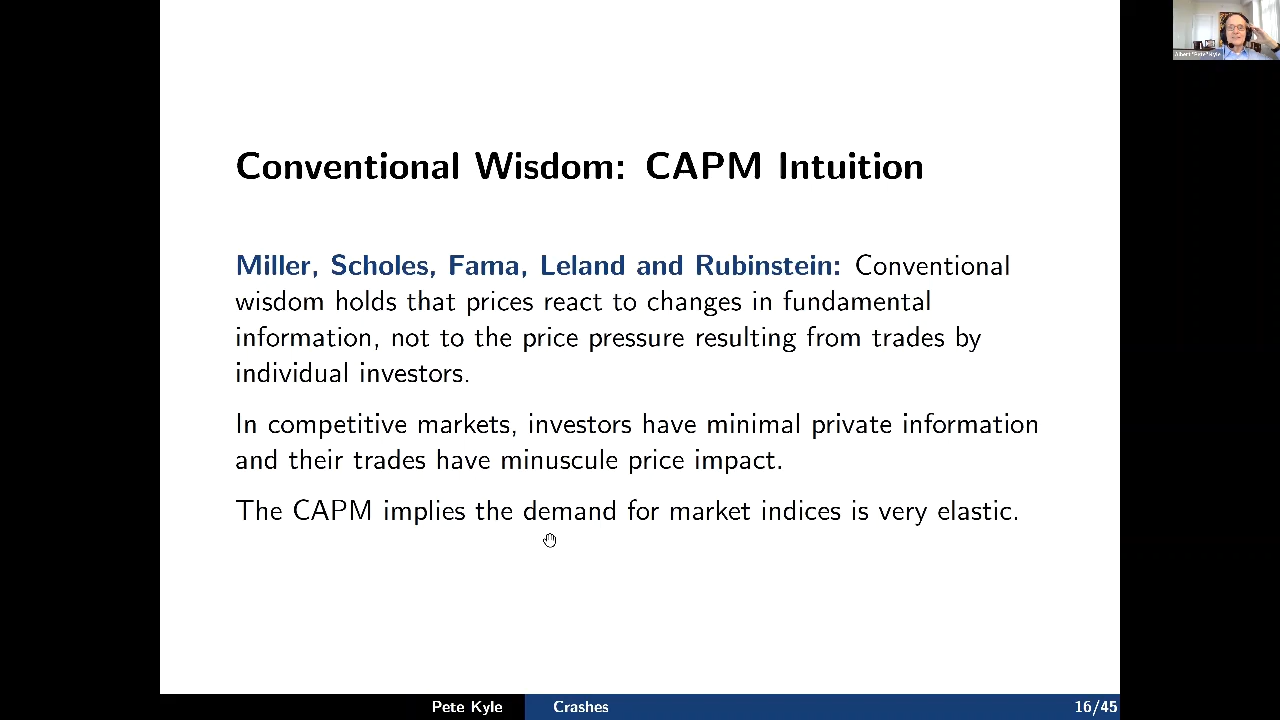 Albert "Pete" Kyle
Conventional Wisdom: CAPM Intuition
Miller, Scholes, Fama, Leland and Rubinstein: Conventional
wisdom holds that prices react to changes in fundamental
information, not to the price pressure resulting from trades by
individual investors.
In competitive markets, investors have minimal private information
and their trades have minuscule price impact.
The CAPM implies the demand for market indices is very elastic.
Pete Kyle
Crashes
16/45